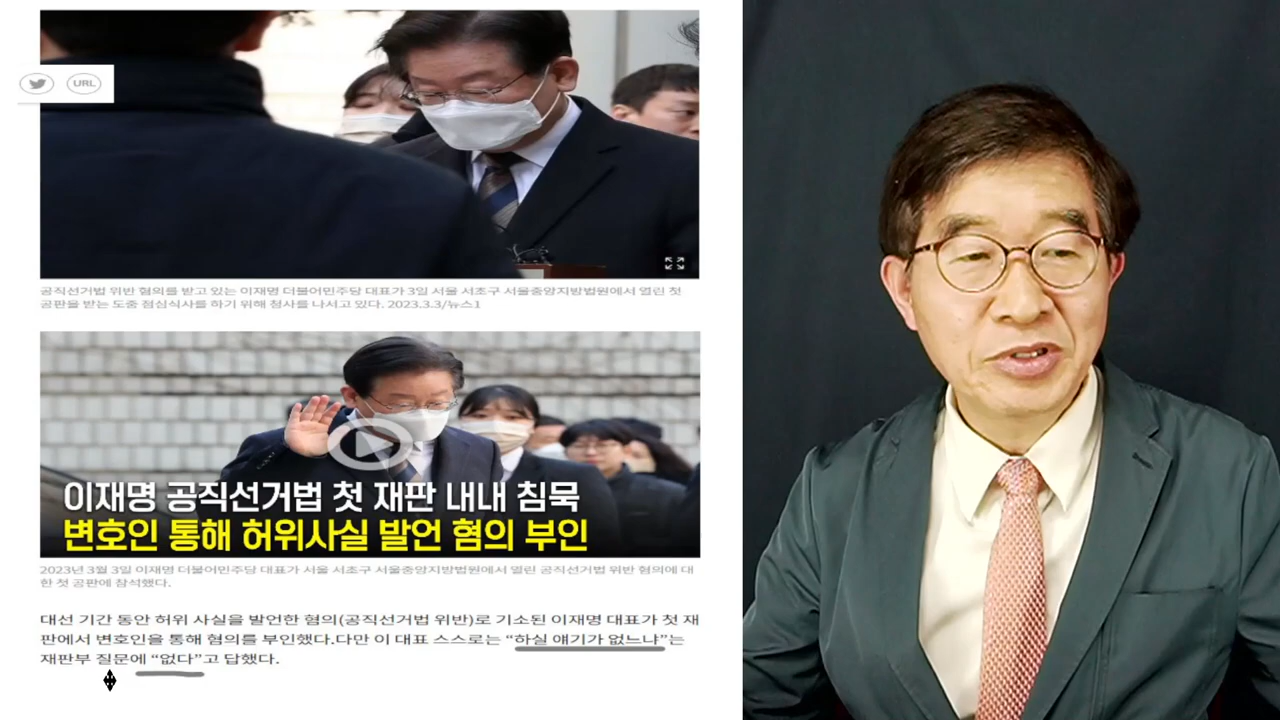 URL
공직선거법 위반 혐의를 받고 있는 이재명 더불어민주당 대표가 3일 서울 서초구 서울중앙지방법원에서 열린 첫
공판을 받는 도중 점심식사를 하기 위해 청사를 나서고 있다. 2023.3.3/뉴스1
이재명 공직선거법 첫 재판 내내 침묵
변호인 통해 허위사실 발언 혐의 부인
2023년 3월 3일 이재명 더불어민주당 대표가 서울 서초구 서울중앙지방법원에서 열린 공직선거법 위반 혐의에 대
한 첫 공판에 참석했다.
대선 기간 동안 허위 사실을 발언한 혐의(공직선거법 위반)로 기소된 이재명 대표가 첫 재
판에서 변호인을 통해 혐의를 부인했다.다만 이 대표 스스로는 “하실 얘기가 없느냐”는
재판부 질문에 “없다”고 답했다.